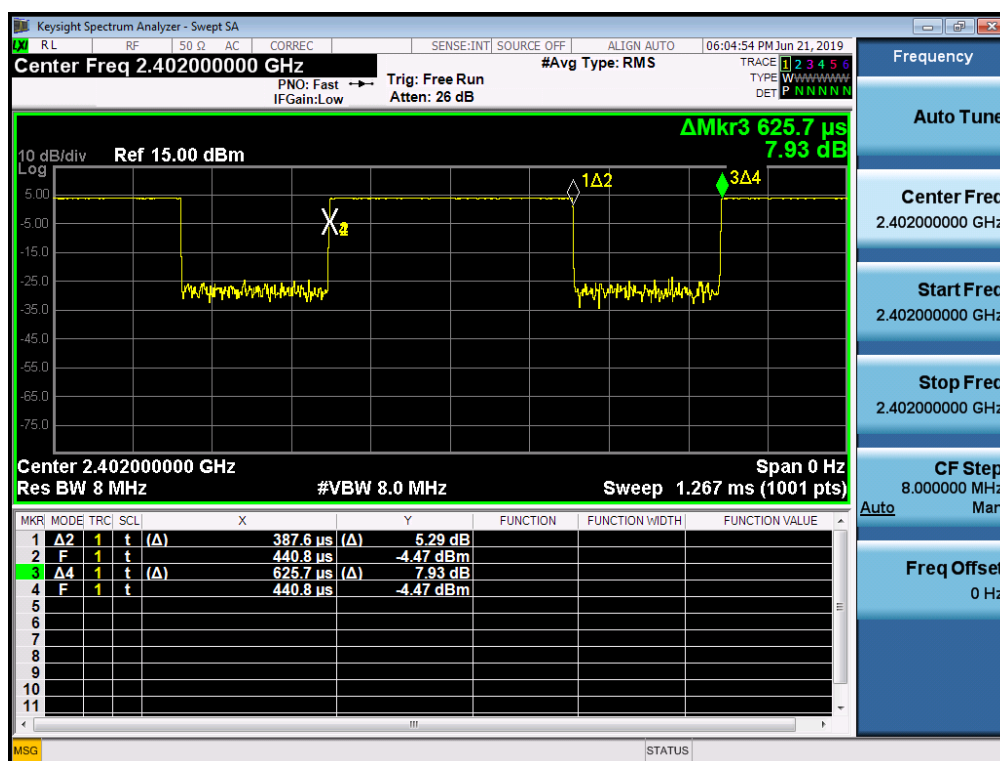 Keysight Spectrum Analyzer - Swept SA
LXI RL RF 50 Ω AC CORREC SENSE:INT SOURCE OFF ALIGN AUTO 06:04:54 PM Jun 21, 2019
Center Freq 2.402000000 GHz #Avg Type: RMS TRACE 1 2 3 4 5 6
PNO: Fast Trig: Free Run TYPE WWWWWW
IFGain:Low Atten: 26 dB DET P N N N N N
ΔMkr3 625.7 µs
7.93 dB
10 dB/div Ref 15.00 dBm
Log
5.00
-5.00
-15.0
-25.0
-35.0
-45.0
-55.0
-65.0
-75.0
1Δ2
3Δ4
Center 2.402000000 GHz Span 0 Hz
Res BW 8 MHz #VBW 8.0 MHz Sweep 1.267 ms (1001 pts)
MKR MODE TRC SCL X Y FUNCTION FUNCTION WIDTH FUNCTION VALUE
1 Δ2 1 t (Δ) 387.6 µs (Δ) 5.29 dB
2 F 1 t 440.8 µs -4.47 dBm
3 Δ4 1 t (Δ) 625.7 µs (Δ) 7.93 dB
4 F 1 t 440.8 µs -4.47 dBm
5
6
7
8
9
10
11
MSG STATUS
Frequency
Auto Tune
Center Freq
2.402000000 GHz
Start Freq
2.402000000 GHz
Stop Freq
2.402000000 GHz
CF Step
8.000000 MHz
Auto Man
Freq Offset
0 Hz